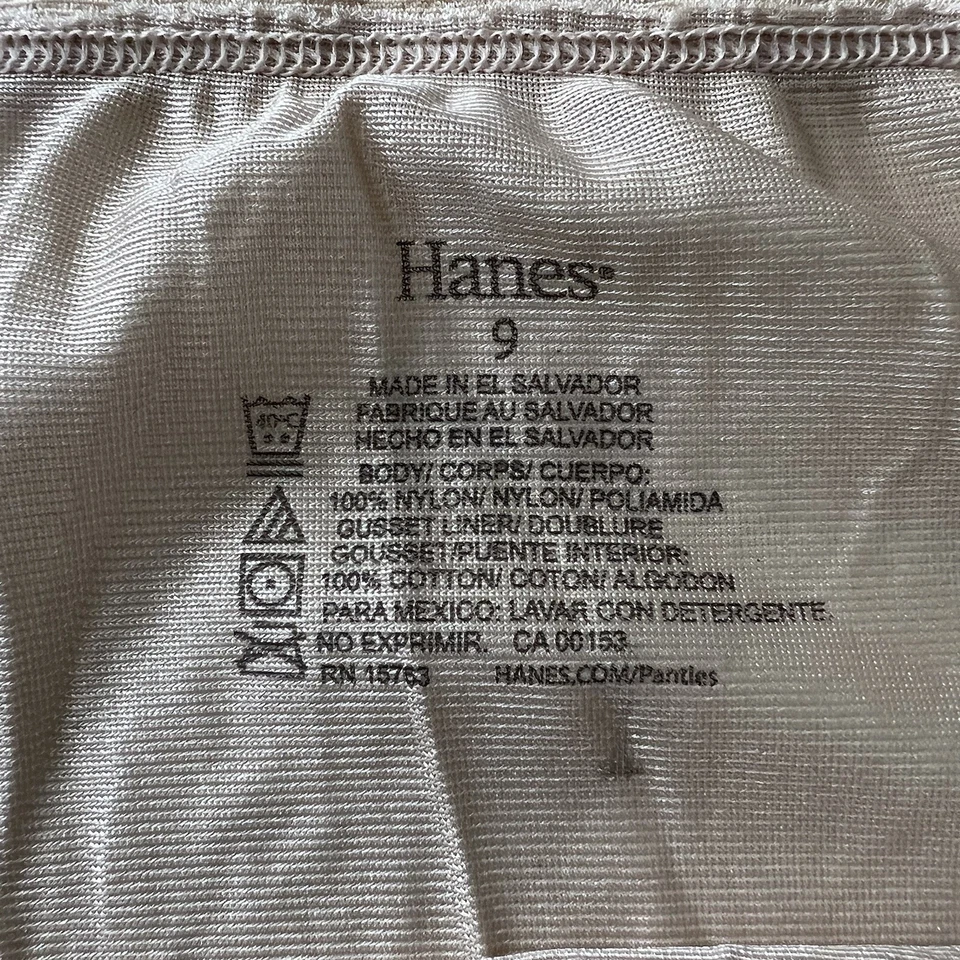 Hanes®
9
MADE IN EL SALVADOR
FABRIQUE AU SALVADOR
HECHO EN EL SALVADOR
BODY/ CORPS/ CUERPO:
100% NYLON/ NYLON/ POLIAMIDA
GUSSET LINER/ DOUBLURE
GOUSSET/PUENTE INTERIOR:
100% COTTON/ COTON/ ALGODON
PARA MEXICO: LAVAR CON DETERGENTE.
NO EXPRIMIR. CA 00153
RN 15763 HANES.COM/Panties
40°C